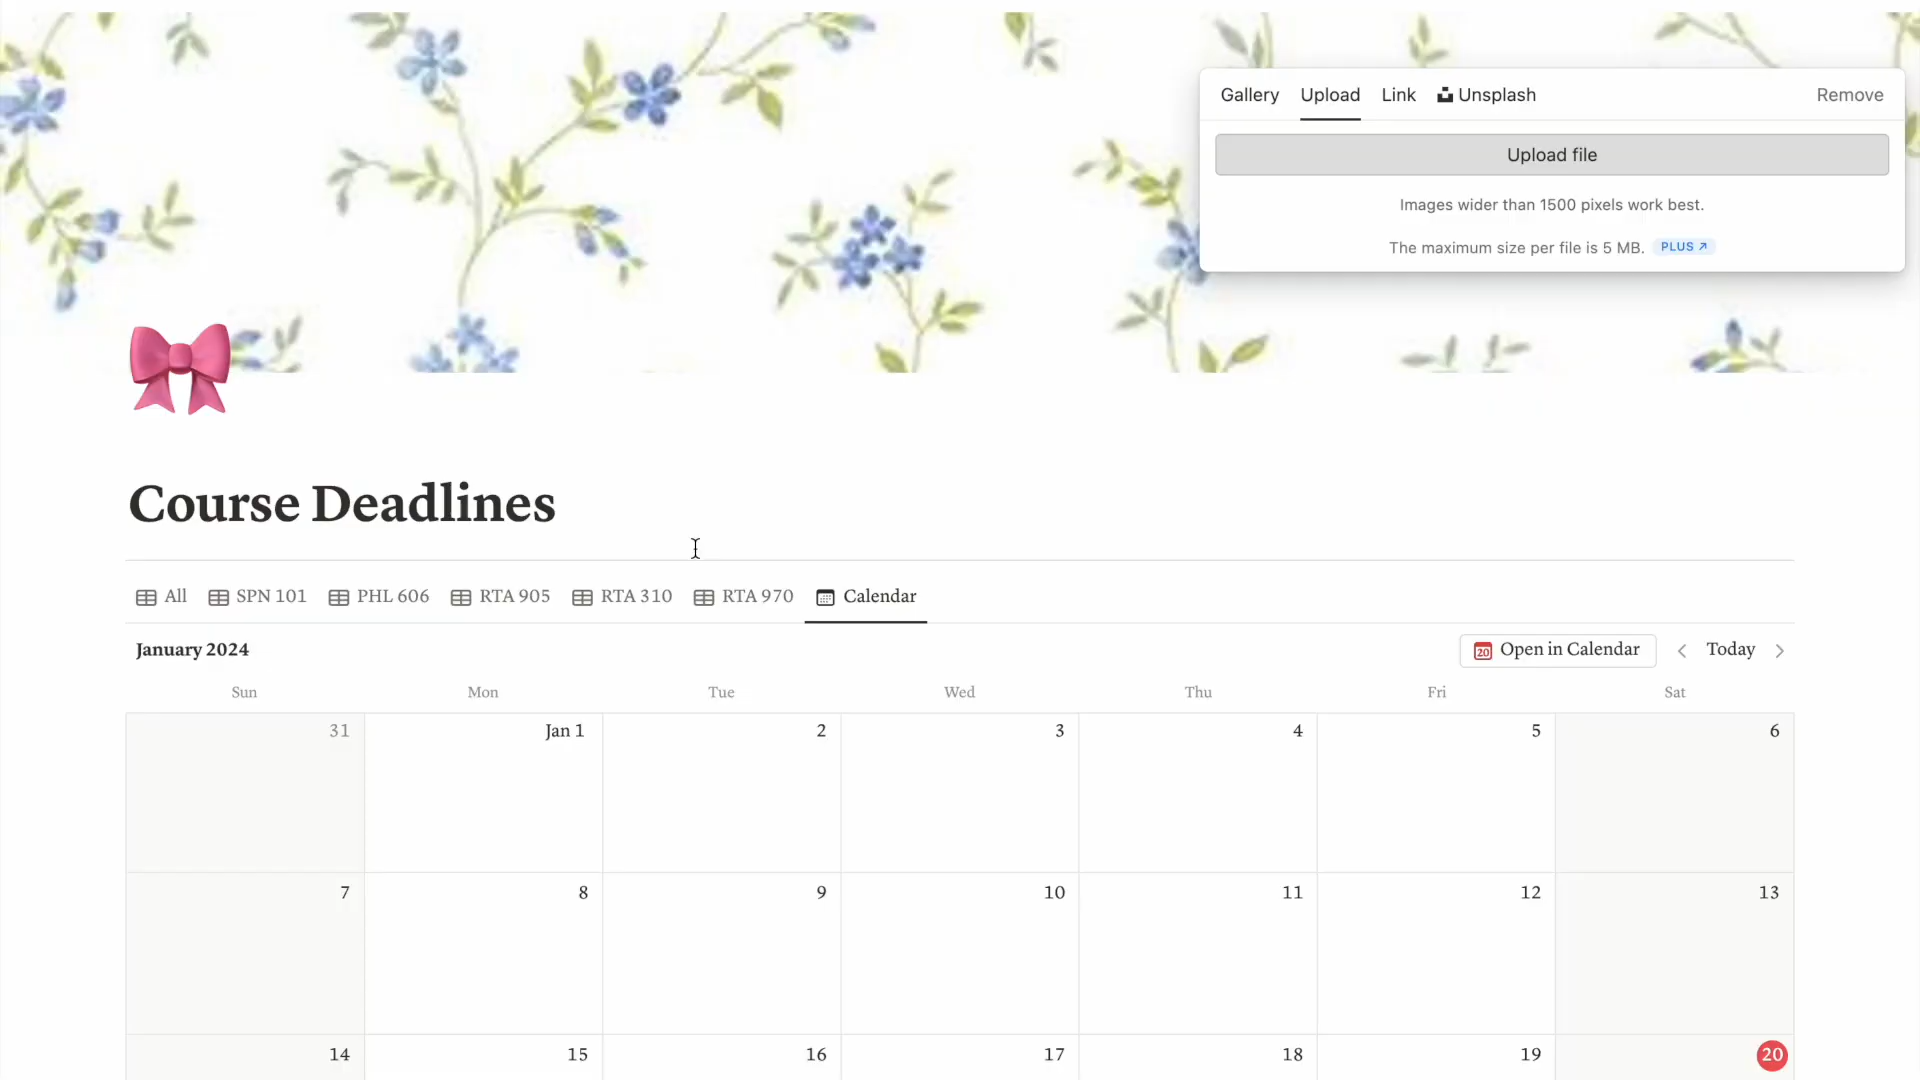 Gallery Upload Link Unsplash Remove
Upload file
Images wider than 1500 pixels work best.
The maximum size per file is 5 MB. PLUS ↗
Course Deadlines
All SPN 101 PHL 606 RTA 905 RTA 310 RTA 970 Calendar
January 2024 20 Open in Calendar Today
Sun Mon Tue Wed Thu Fri Sat
31 Jan 1 2 3 4 5 6
7 8 9 10 11 12 13
14 15 16 17 18 19 20